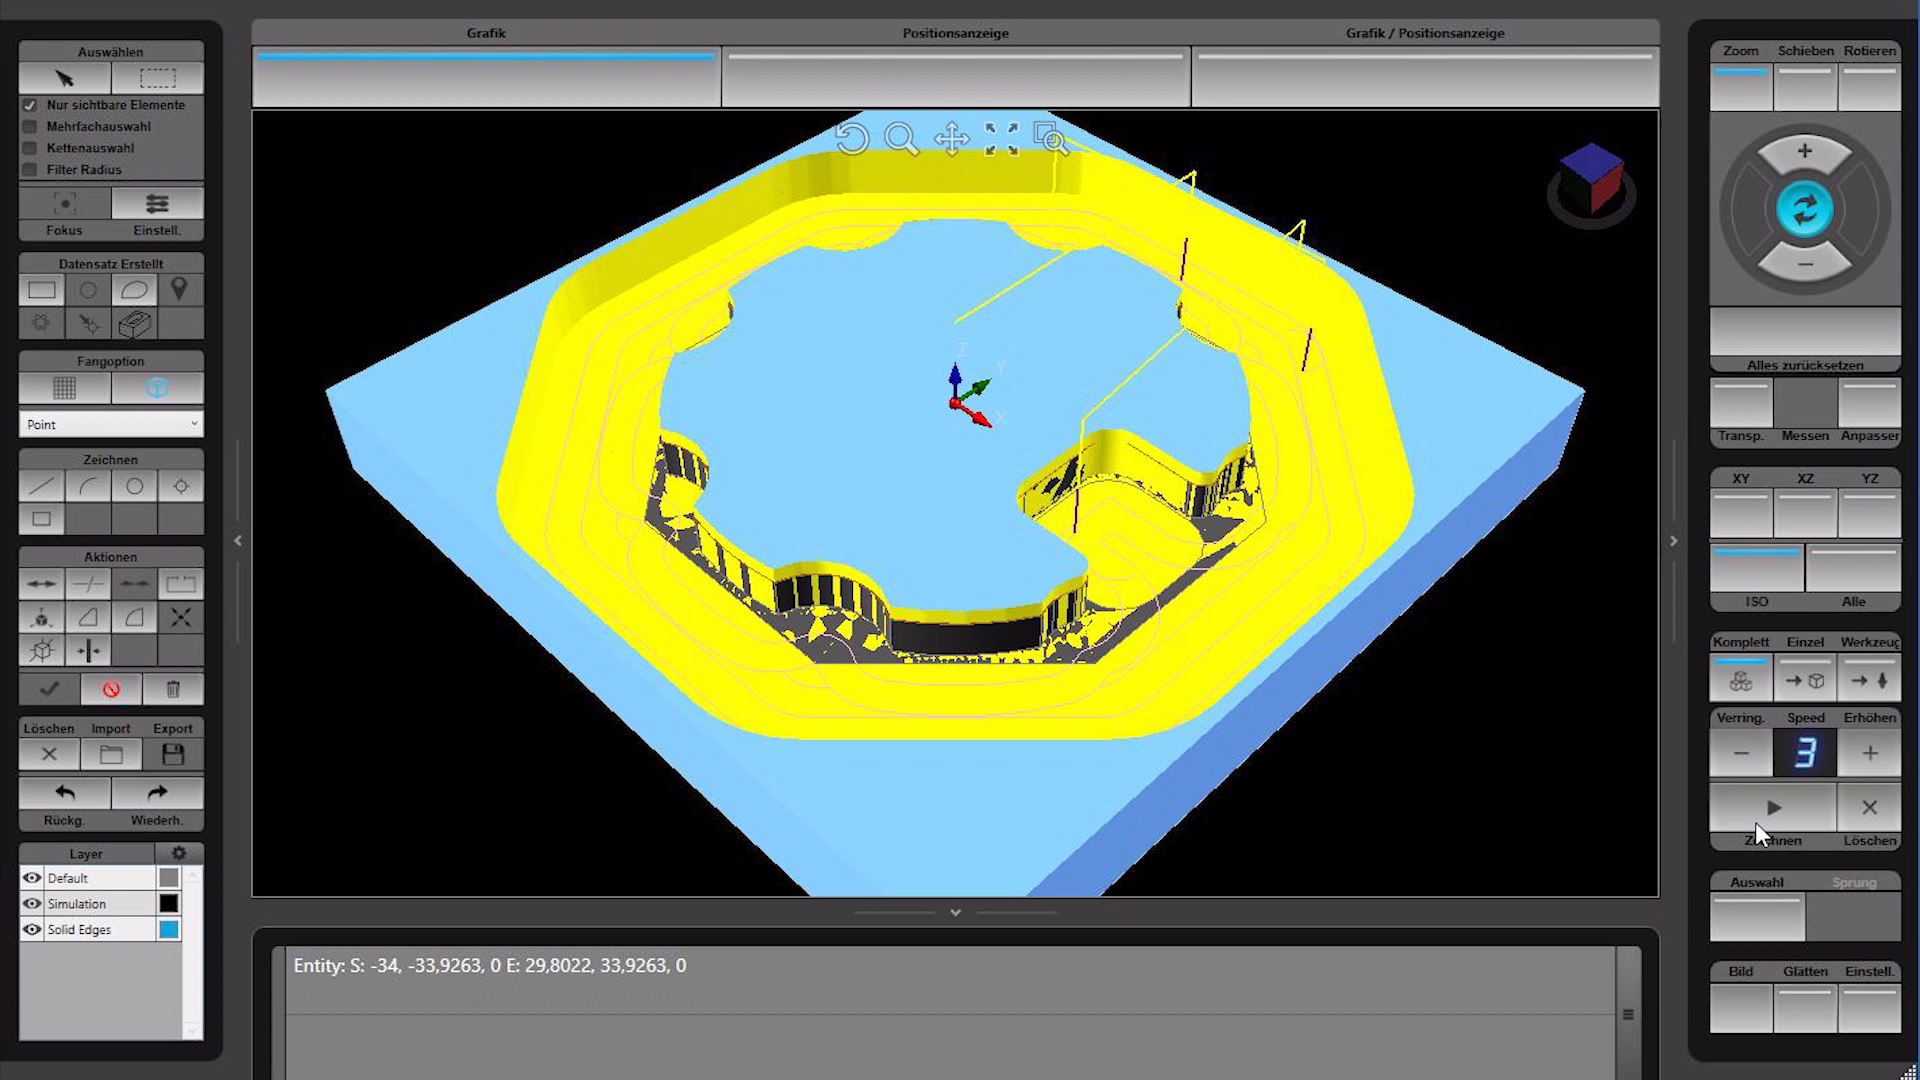 Auswählen
Nur sichtbare Elemente
Mehrfachauswahl
Kettenauswahl
Filter Radius
Fokus Einstell.
Datensatz Erstellt
Fangoption
Point
Zeichnen
Aktionen
Löschen Import Export
Rückg. Wiederh.
Layer
Default
Simulation
Solid Edges
Grafik Positionsanzeige Grafik / Positionsanzeige
Z
Y
X
Entity: S: -34, -33,9263, 0 E: 29,8022, 33,9263, 0
Zoom Schieben Rotieren
Alles zurücksetzen
Transp. Messen Anpasser
XY XZ YZ
ISO Alle
Komplett Einzel Werkzeug
Verring. Speed Erhöhen
3
Löschen
Auswahl Sprung
Bild Glätten Einstell.